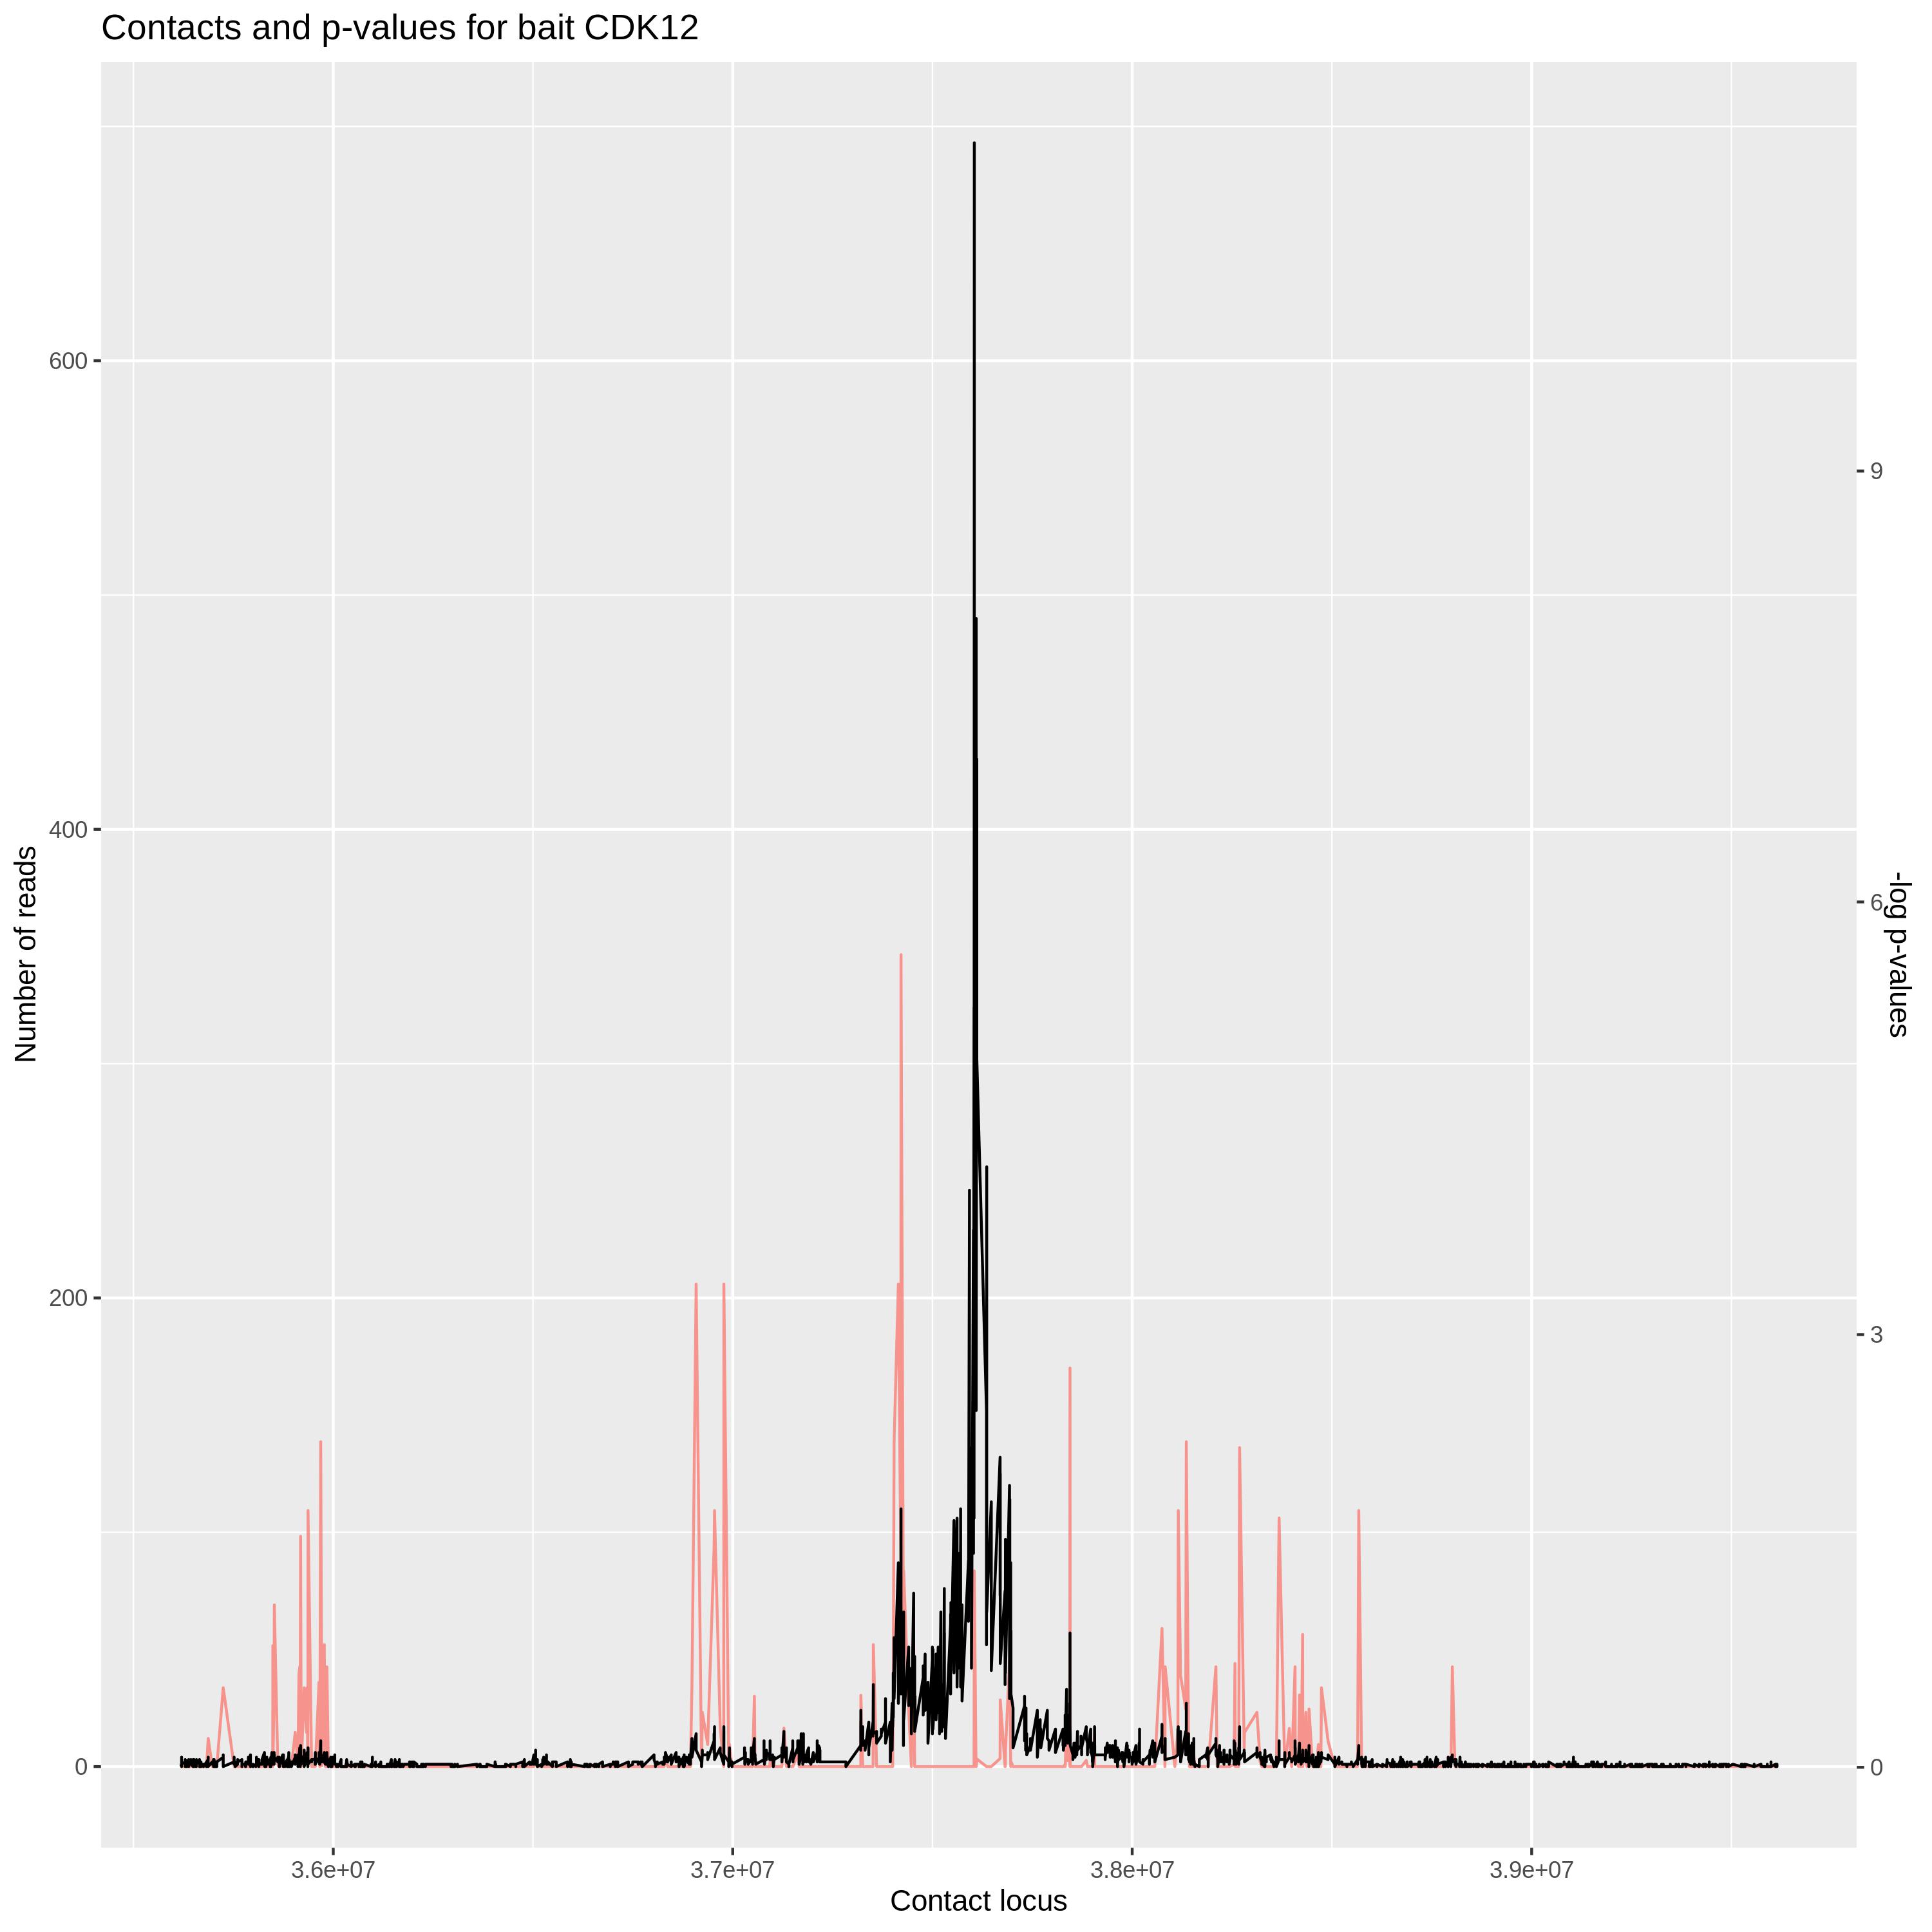 Contacts and p-values for bait CDK12
Number of reads
600
400
200
0
9
6
3
0
-log p-values
3.6e+07
3.7e+07
3.8e+07
3.9e+07
Contact locus